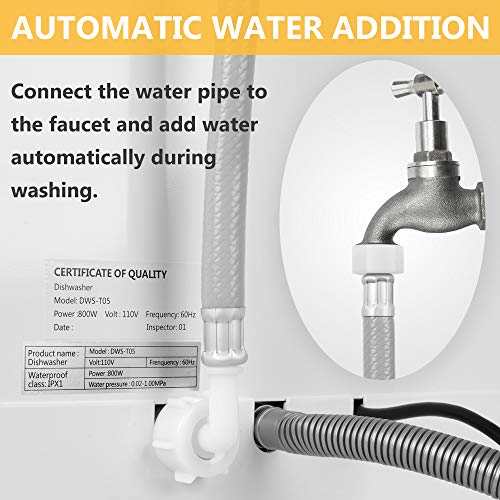 AUTOMATIC WATER ADDITION
Connect the water pipe to
the faucet and add water
automatically during
washing.
CERTIFICATE OF QUALITY
Dishwasher
Model: DWS-T05
Power :800W Volt : 110V Frequency: 60Hz
Date : Inspector :01
Product name :
Dishwasher
Model : DWS-T05
Volt:110V Frenquency : 60Hz
Waterproof
class: IPX1
Power :800W
Water pressure : 0.02-1.00MPa